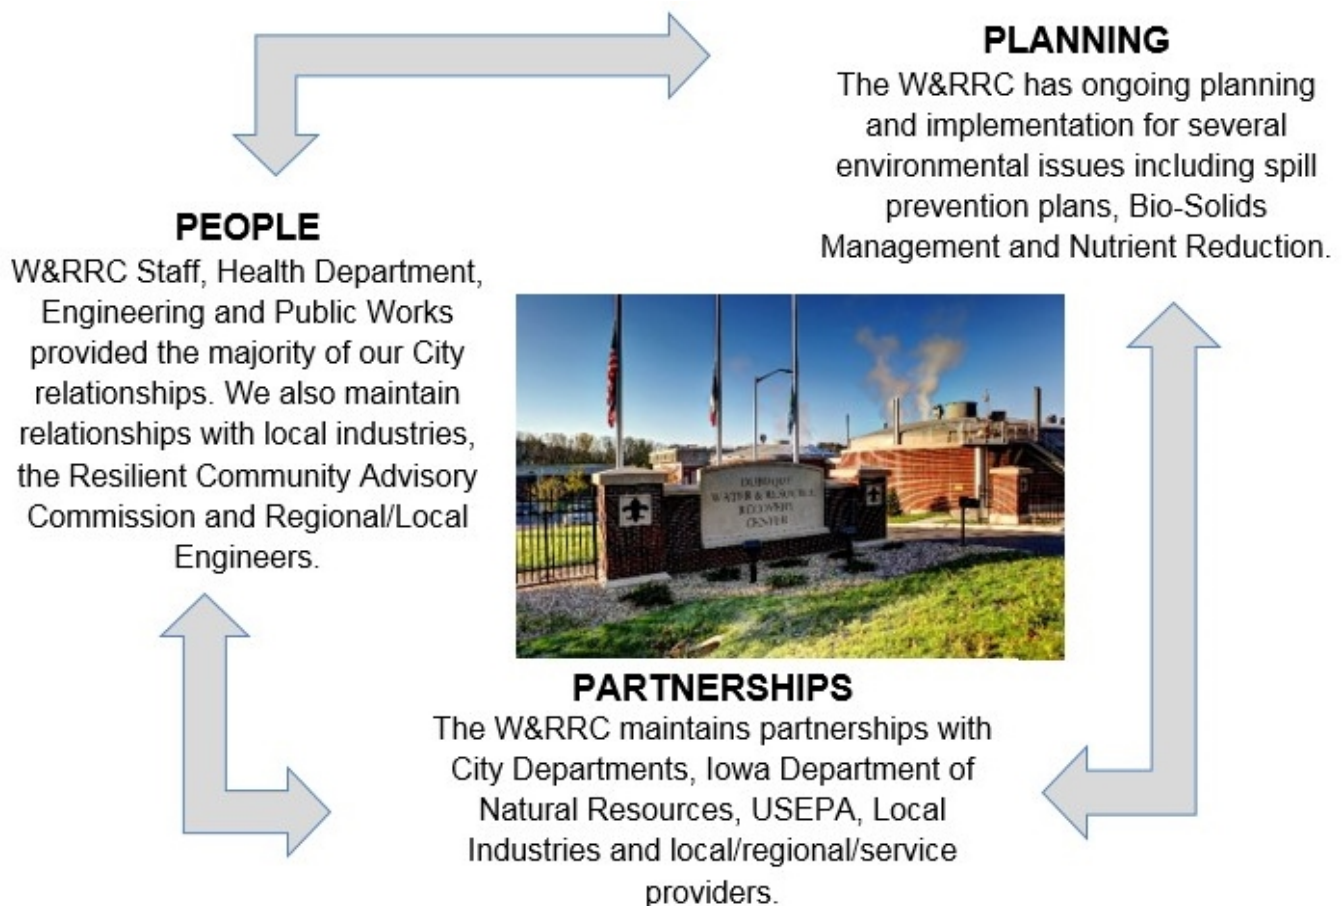 PLANNING
The W&RRC has ongoing planning
and implementation for several
environmental issues including spill
prevention plans, Bio-Solids
Management and Nutrient Reduction.
PEOPLE
W&RRC Staff, Health Department,
Engineering and Public Works
provided the majority of our City
relationships. We also maintain
relationships with local industries,
the Resilient Community Advisory
Commission and Regional/Local
Engineers.
DUBUQUE
WATER & RESOURCE
RECOVERY
CENTER
PARTNERSHIPS
The W&RRC maintains partnerships with
City Departments, Iowa Department of
Natural Resources, USEPA, Local
Industries and local/regional/service
providers.